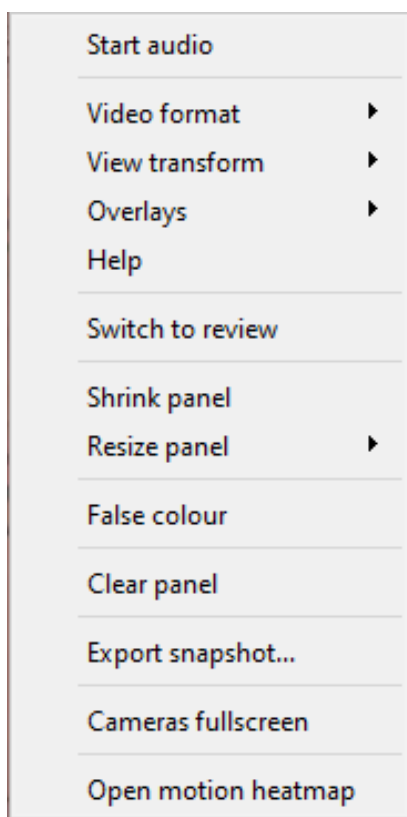 Start audio
Video format
View transform
Overlays
Help
Switch to review
Shrink panel
Resize panel
False colour
Clear panel
Export snapshot...
Cameras fullscreen
Open motion heatmap